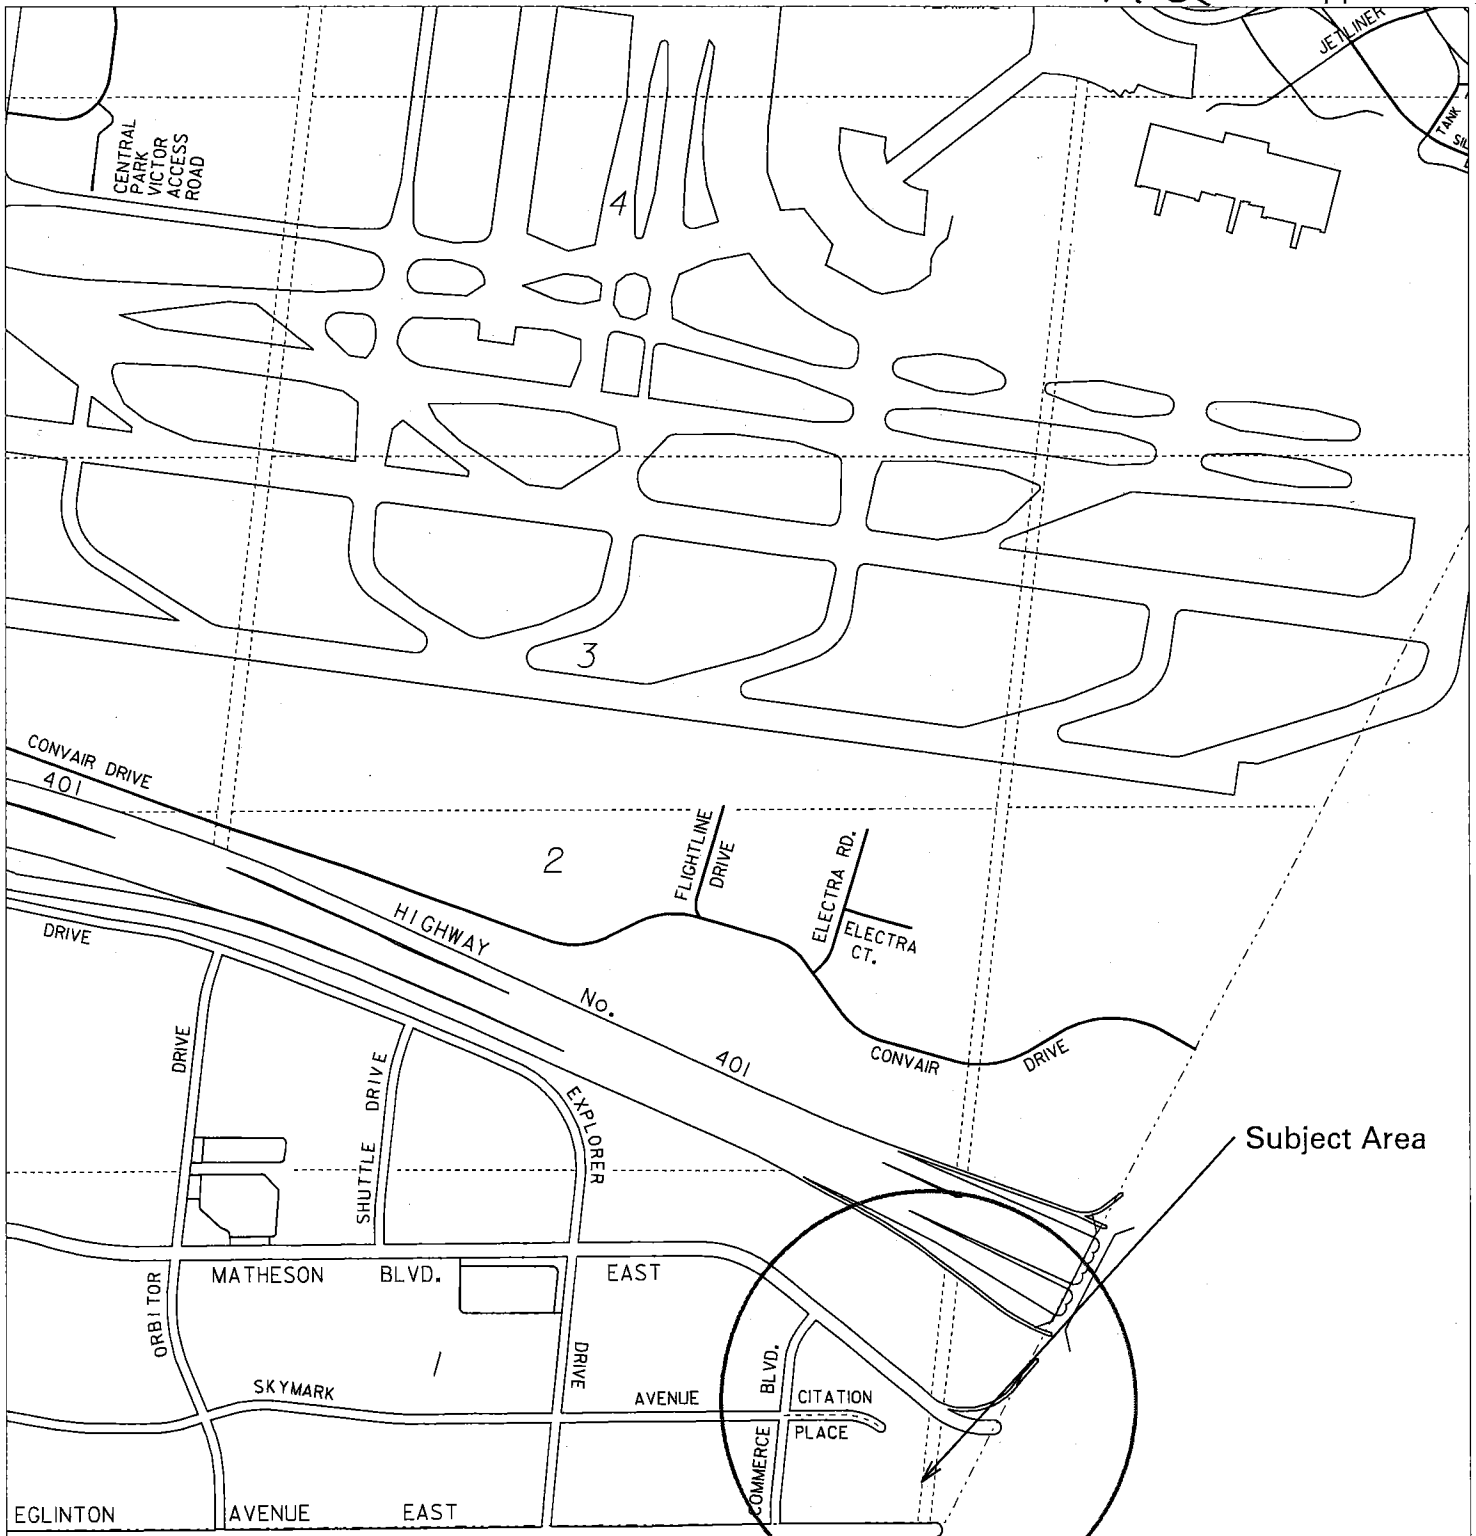 JETLINER
TANK
CENTRAL
PARK
VICTOR
ACCESS
ROAD
4
3
CONVAIR DRIVE
401
2
FLIGHTLINE
DRIVE
ELECTRA RD.
ELECTRA
CT.
HIGHWAY
No.
401
DRIVE
CONVAIR
DRIVE
DRIVE
SHUTTLE DRIVE
EXPLORER
Subject Area
MATHESON BLVD. EAST
ORBITOR
1
DRIVE
BLVD.
SKYMARK
AVENUE
CITATION
PLACE
COMMERCE
EGLINTON AVENUE EAST